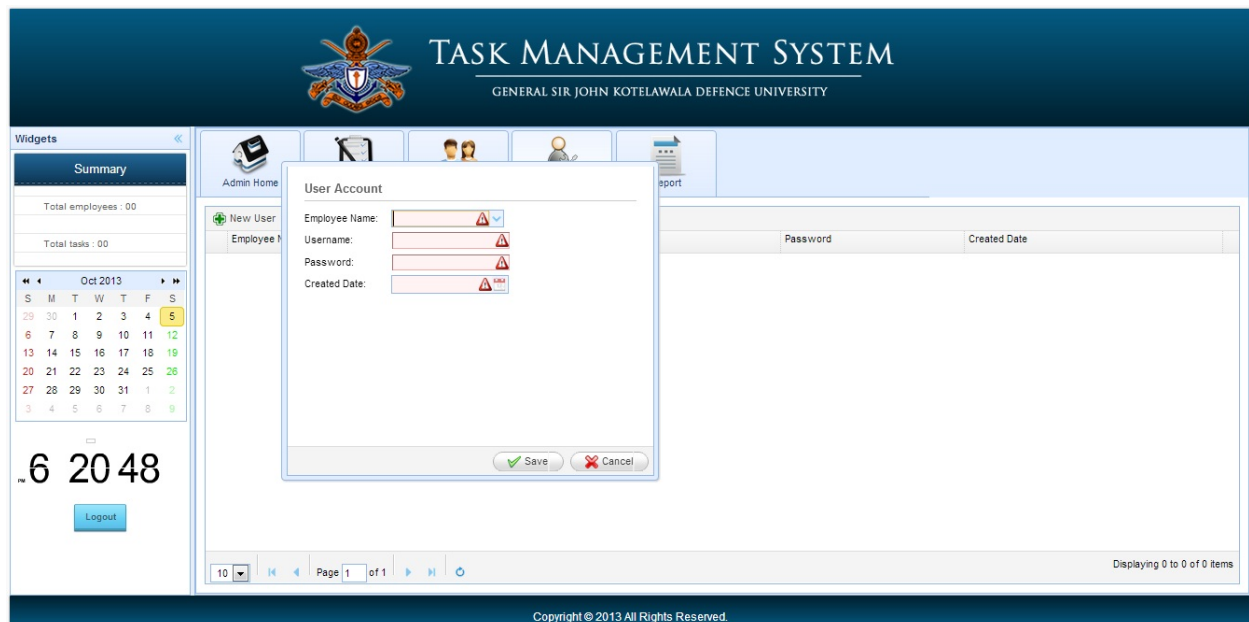 TASK MANAGEMENT SYSTEM
GENERAL SIR JOHN KOTELAWALA DEFENCE UNIVERSITY
Widgets «
Summary
Total employees : 00
Total tasks : 00
Oct 2013
S M T W T F S
29 30 1 2 3 4 5
6 7 8 9 10 11 12
13 14 15 16 17 18 19
20 21 22 23 24 25 26
27 28 29 30 31 1 2
3 4 5 6 7 8 9
PM 6 20 48
Logout
Admin Home
eport
New User
Employee N
Password
Created Date
User Account
Employee Name:
Username:
Password:
Created Date:
Save
Cancel
10 Page 1 of 1
Displaying 0 to 0 of 0 items
Copyright © 2013 All Rights Reserved.